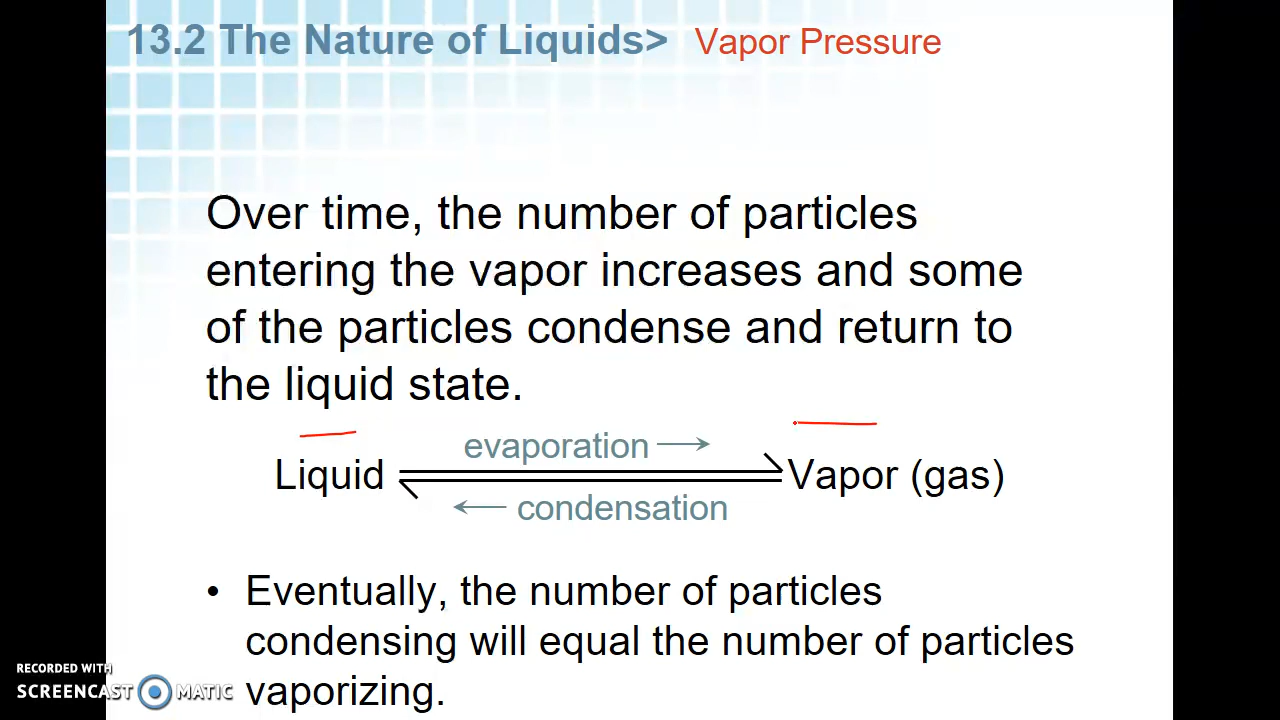 13.2 The Nature of Liquids> Vapor Pressure
Over time, the number of particles
entering the vapor increases and some
of the particles condense and return to
the liquid state.
evaporation →
Liquid ⇌ Vapor (gas)
← condensation
• Eventually, the number of particles
condensing will equal the number of particles
vaporizing.
RECORDED WITH
SCREENCAST MATIC